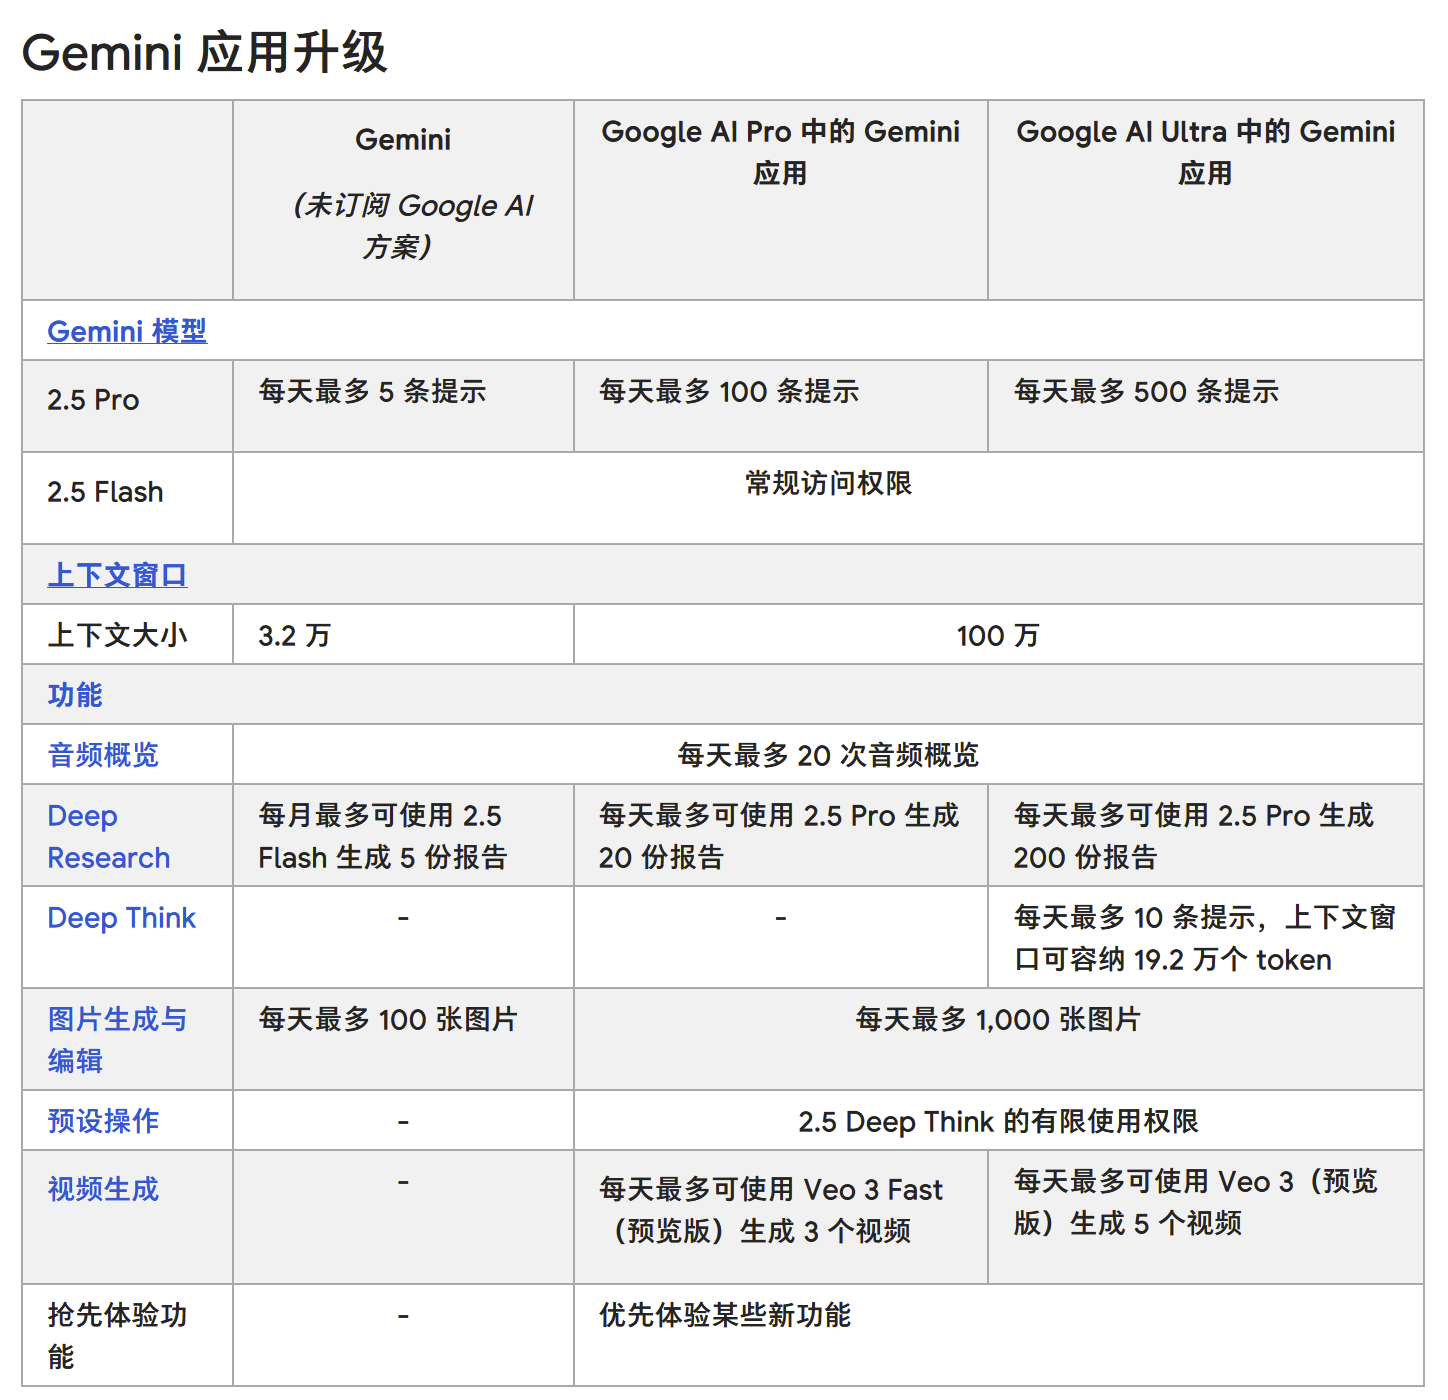 Gemini 应用升级
Gemini
（未订阅 Google AI
方案）
Google AI Pro 中的 Gemini
应用
Google AI Ultra 中的 Gemini
应用
Gemini 模型
2.5 Pro
每天最多 5 条提示
每天最多 100 条提示
每天最多 500 条提示
2.5 Flash
常规访问权限
上下文窗口
上下文大小
3.2 万
100 万
功能
音频概览
每天最多 20 次音频概览
Deep
Research
每月最多可使用 2.5
Flash 生成 5 份报告
每天最多可使用 2.5 Pro 生成
20 份报告
每天最多可使用 2.5 Pro 生成
200 份报告
Deep Think
-
-
每天最多 10 条提示，上下文窗
口可容纳 19.2 万个 token
图片生成与
编辑
每天最多 100 张图片
每天最多 1,000 张图片
预设操作
-
2.5 Deep Think 的有限使用权限
视频生成
-
每天最多可使用 Veo 3 Fast
（预览版）生成 3 个视频
每天最多可使用 Veo 3（预览
版）生成 5 个视频
抢先体验功
能
-
优先体验某些新功能